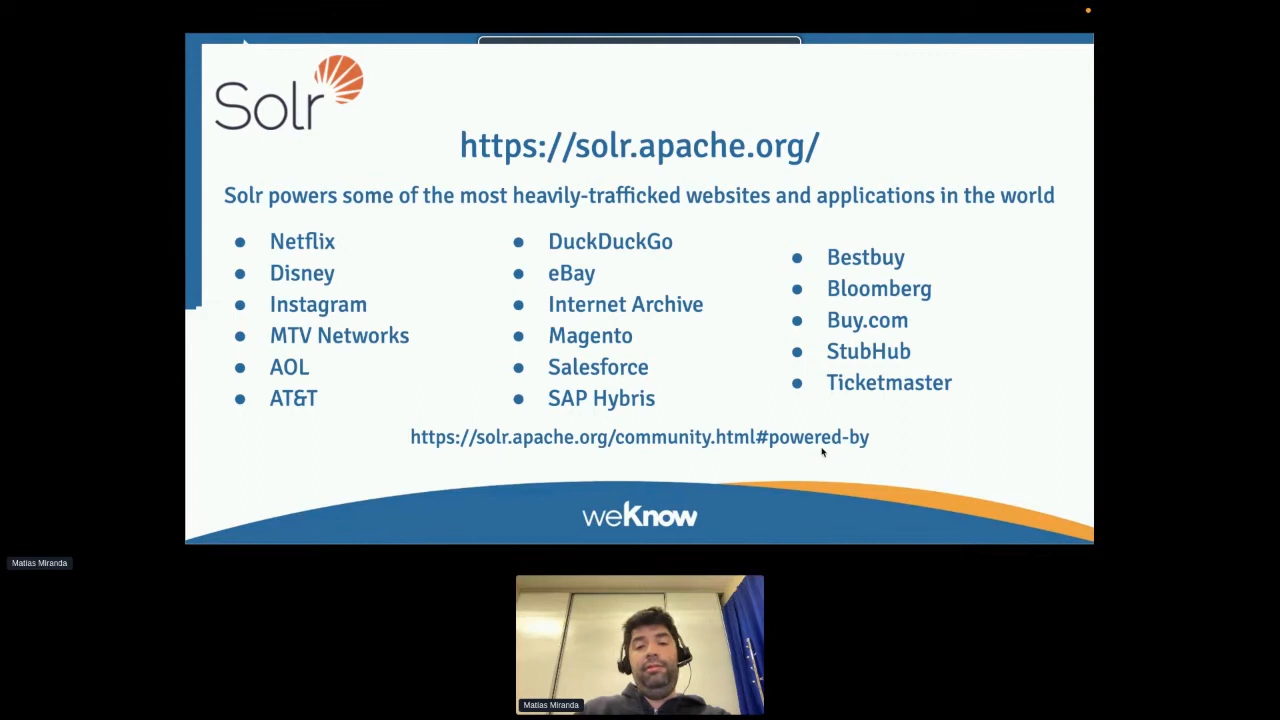 Solr
https://solr.apache.org/
Solr powers some of the most heavily-trafficked websites and applications in the world
Netflix
Disney
Instagram
MTV Networks
AOL
AT&T
DuckDuckGo
eBay
Internet Archive
Magento
Salesforce
SAP Hybris
Bestbuy
Bloomberg
Buy.com
StubHub
Ticketmaster
https://solr.apache.org/community.html#powered-by
weKnow
Matias Miranda
Matias Miranda